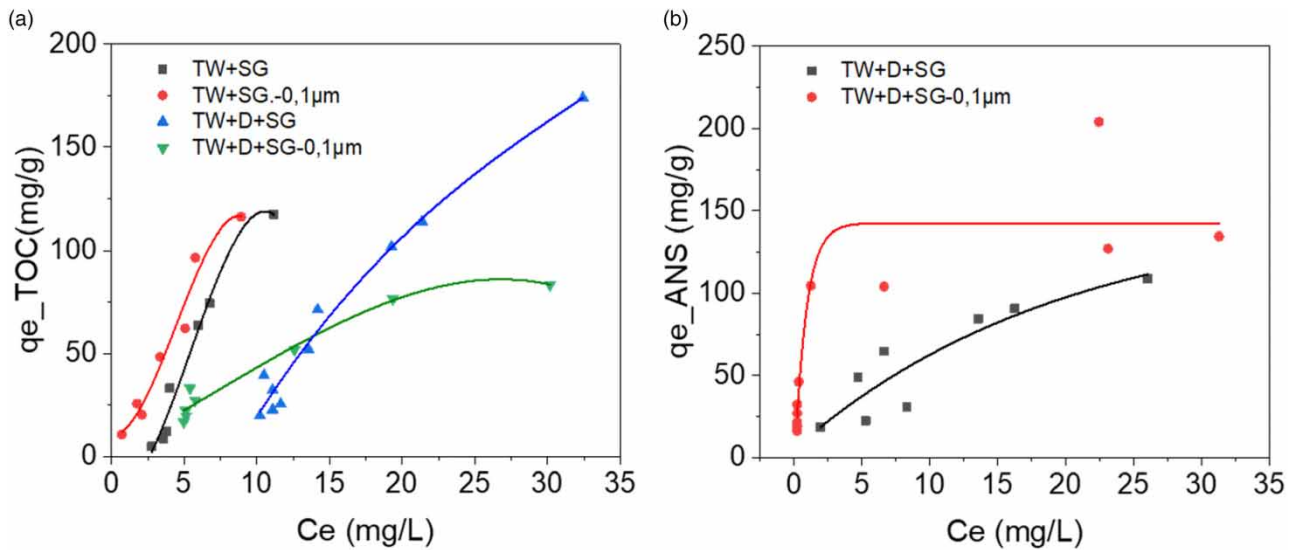 (a)
200
150
100
50
0
qe_TOC(mg/g)
TW+SG
TW+SG.-0,1µm
TW+D+SG
TW+D+SG-0,1µm
0 5 10 15 20 25 30 35
Ce (mg/L)
(b)
250
200
150
100
50
0
qe_ANS (mg/g)
TW+D+SG
TW+D+SG-0,1µm
0 5 10 15 20 25 30 35
Ce (mg/L)